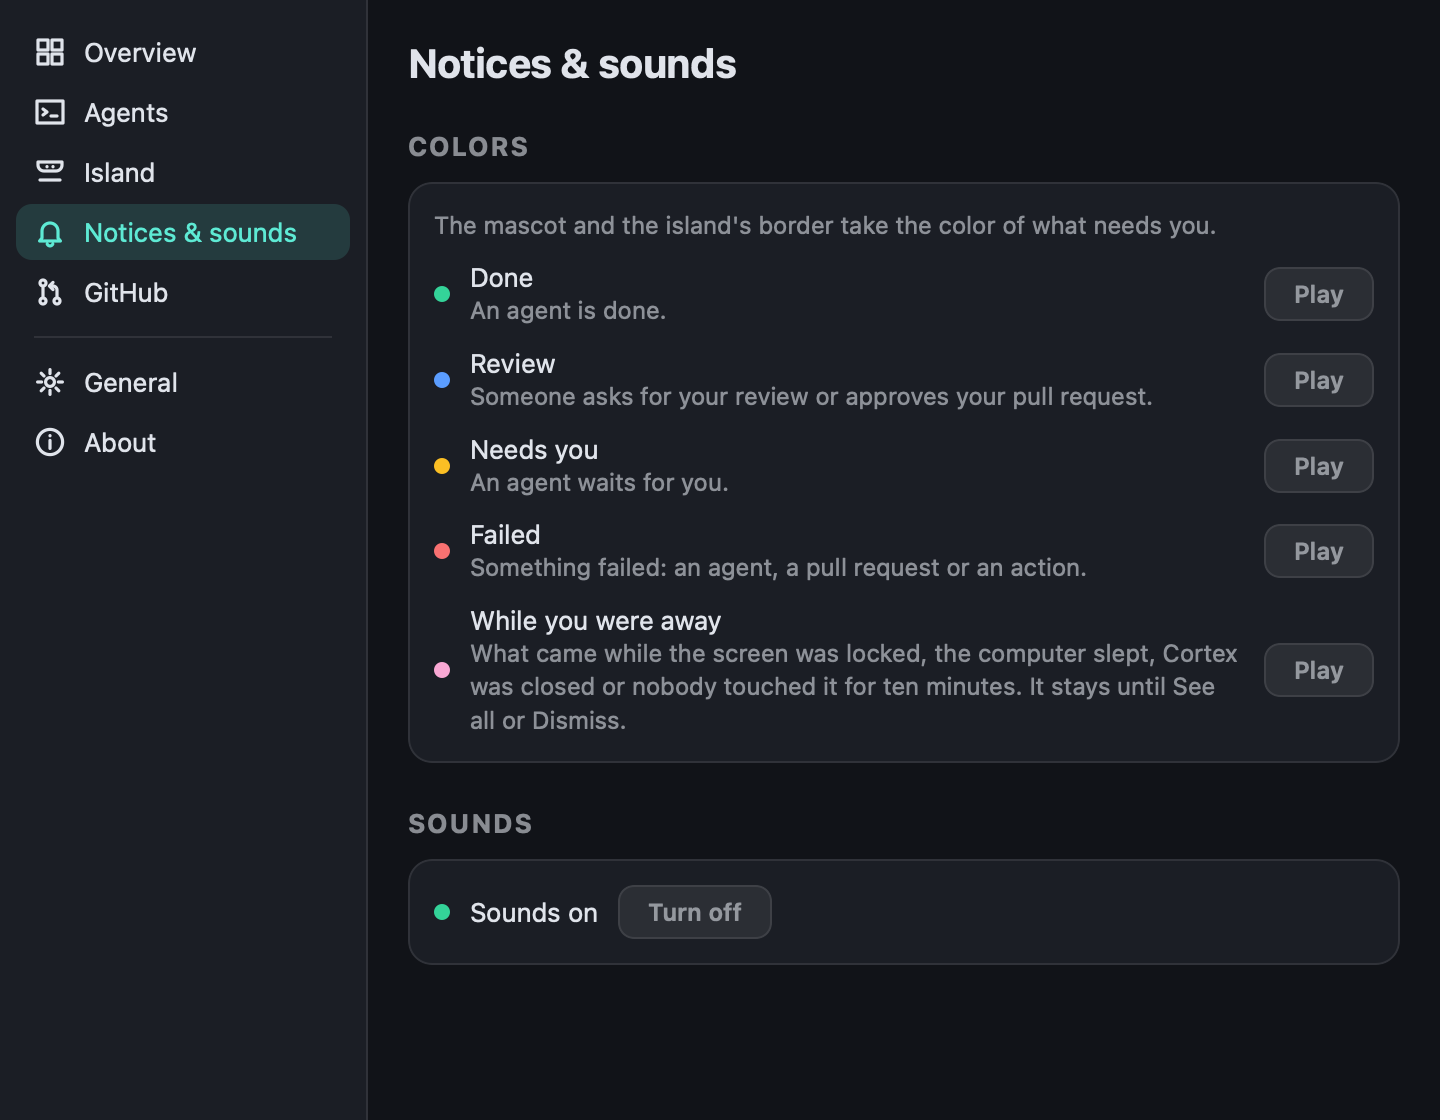 Overview
Agents
Island
Notices & sounds
GitHub
General
About
Notices & sounds
COLORS
The mascot and the island's border take the color of what needs you.
Done
An agent is done.
Play
Review
Someone asks for your review or approves your pull request.
Play
Needs you
An agent waits for you.
Play
Failed
Something failed: an agent, a pull request or an action.
Play
While you were away
What came while the screen was locked, the computer slept, Cortex
was closed or nobody touched it for ten minutes. It stays until See
all or Dismiss.
Play
SOUNDS
Sounds on
Turn off